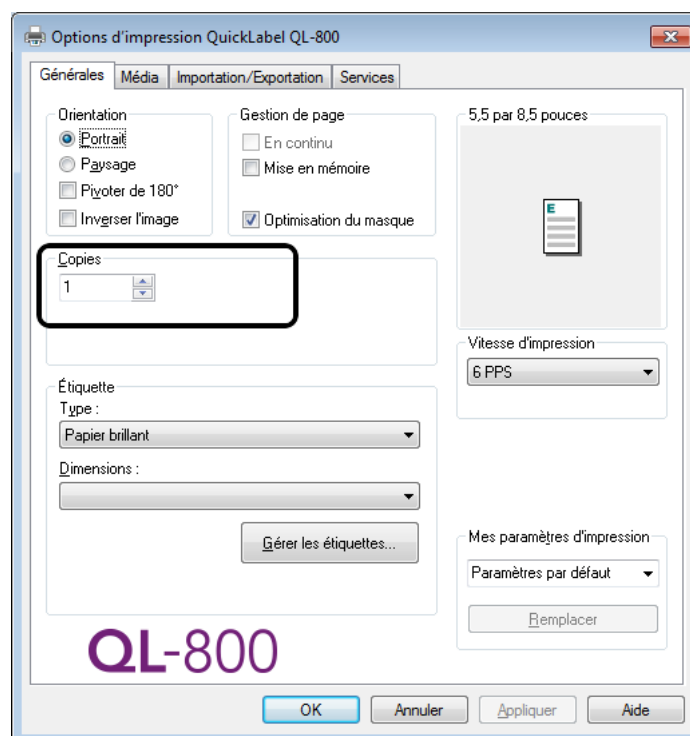 Options d'impression QuickLabel QL-800
Générales Média Importation/Exportation Services
Orientation
Portrait
Paysage
Pivoter de 180°
Inverser l'image
Gestion de page
En continu
Mise en mémoire
Optimisation du masque
5,5 par 8,5 pouces
E
Copies
1
Vitesse d'impression
6 PPS
Étiquette
Type :
Papier brillant
Dimensions :
Gérer les étiquettes...
Mes paramètres d'impression
Paramètres par défaut
Remplacer
QL-800
OK Annuler Appliquer Aide